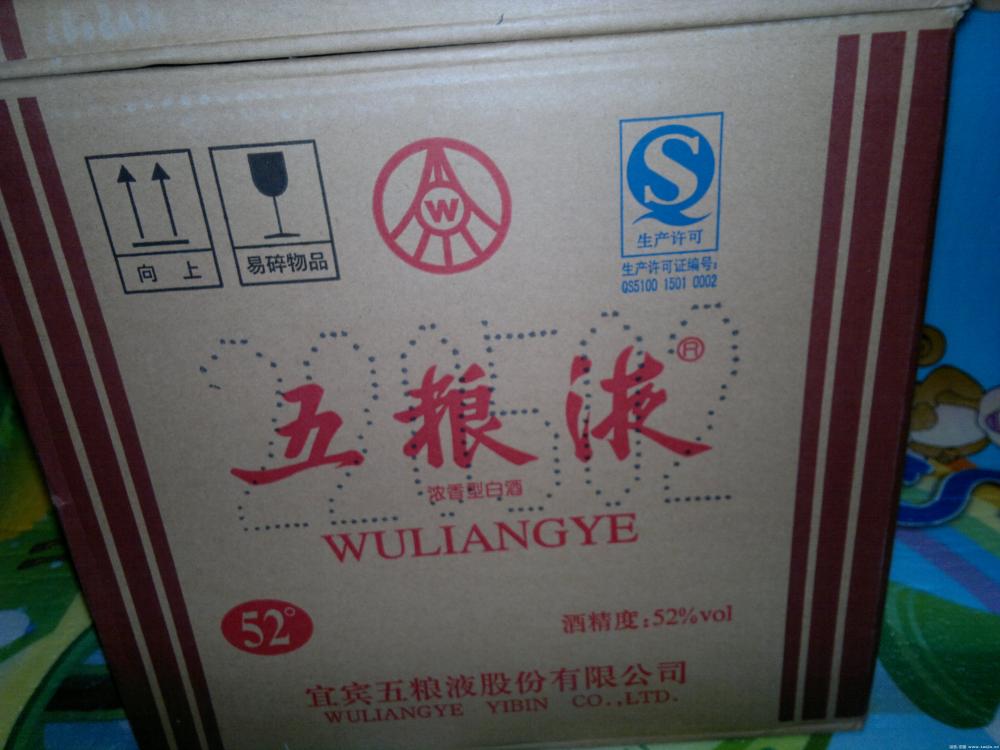 向 上
易碎物品
W
QS
生产许可
生产许可证编号:
QS5100 1501 0002
五粮液®
浓香型白酒
WULIANGYE
52°
酒精度:52%vol
宜宾五粮液股份有限公司
WULIANGYE YIBIN CO.,LTD.